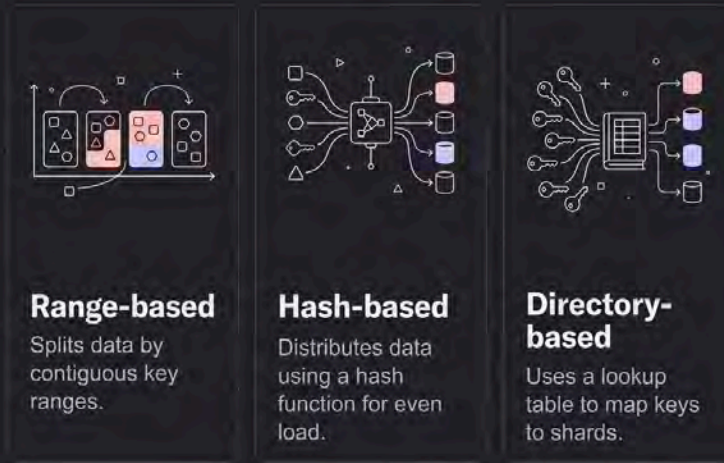 Range-based
Splits data by
contiguous key
ranges.
Hash-based
Distributes data
using a hash
function for even
load.
Directory-
based
Uses a lookup
table to map keys
to shards.